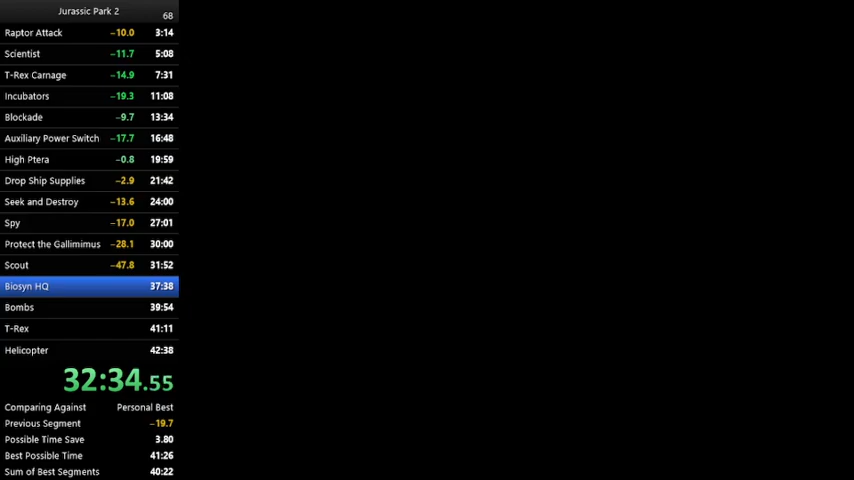 Jurassic Park 2
68
Raptor Attack −10.0 3:14
Scientist −11.7 5:08
T-Rex Carnage −14.9 7:31
Incubators −19.3 11:08
Blockade −9.7 13:34
Auxiliary Power Switch −17.7 16:48
High Ptera −0.8 19:59
Drop Ship Supplies −2.9 21:42
Seek and Destroy −13.6 24:00
Spy −17.0 27:01
Protect the Gallimimus −28.1 30:00
Scout −47.8 31:52
Biosyn HQ 37:38
Bombs 39:54
T-Rex 41:11
Helicopter 42:38
32:34.55
Comparing Against Personal Best
Previous Segment −19.7
Possible Time Save 3.80
Best Possible Time 41:26
Sum of Best Segments 40:22